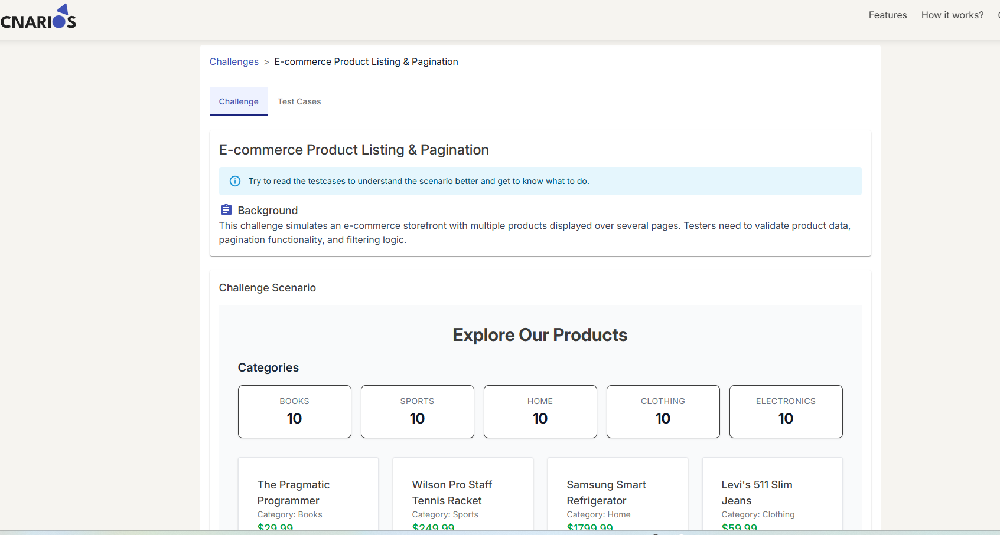 CNARIOS
Features How it works?
Challenges > E-commerce Product Listing & Pagination
Challenge Test Cases
E-commerce Product Listing & Pagination
Try to read the testcases to understand the scenario better and get to know what to do.
Background
This challenge simulates an e-commerce storefront with multiple products displayed over several pages. Testers need to validate product data,
pagination functionality, and filtering logic.
Challenge Scenario
Explore Our Products
Categories
BOOKS SPORTS HOME CLOTHING ELECTRONICS
10 10 10 10 10
The Pragmatic
Programmer
Category: Books
$29.99
Wilson Pro Staff
Tennis Racket
Category: Sports
$249.99
Samsung Smart
Refrigerator
Category: Home
$1799.99
Levi's 511 Slim
Jeans
Category: Clothing
$59.99